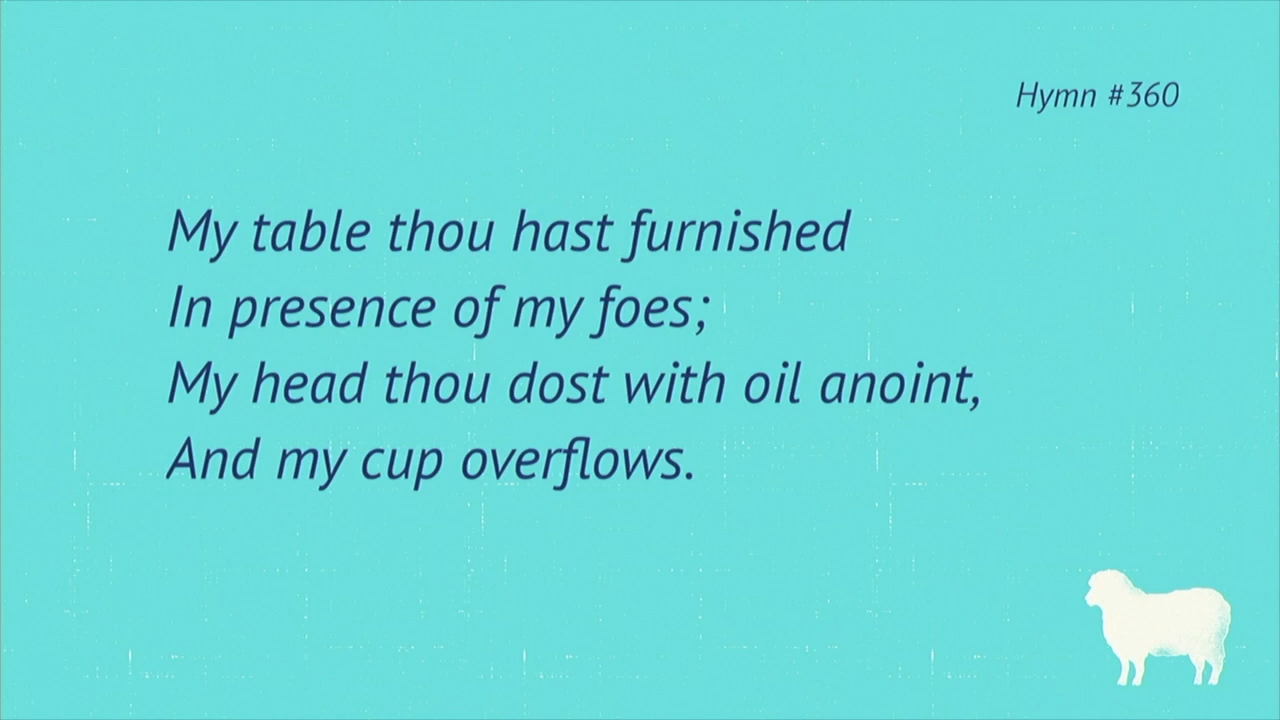 Hymn #360
My table thou hast furnished
In presence of my foes;
My head thou dost with oil anoint,
And my cup overflows.